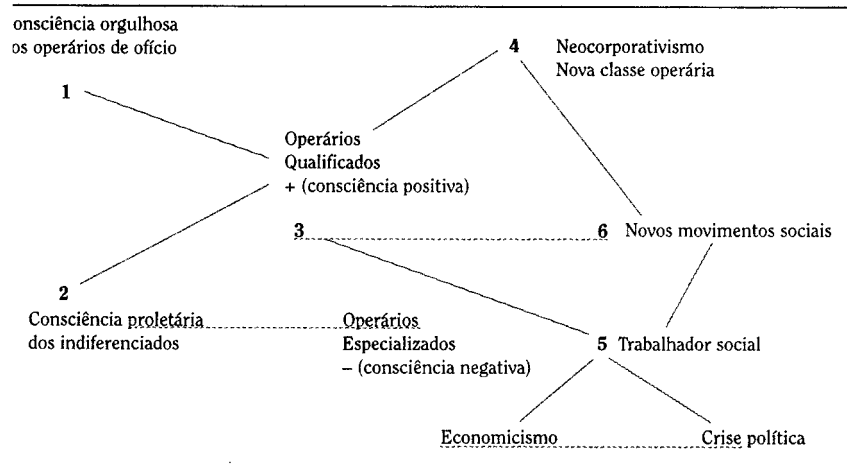 onsciência orgulhosa
os operários de ofício
4 Neocorporativismo
Nova classe operária
1
Operários
Qualificados
+ (consciência positiva)
3
6 Novos movimentos sociais
2
Consciência proletária
dos indiferenciados
Operários
Especializados
– (consciência negativa)
5 Trabalhador social
Economicismo
Crise política